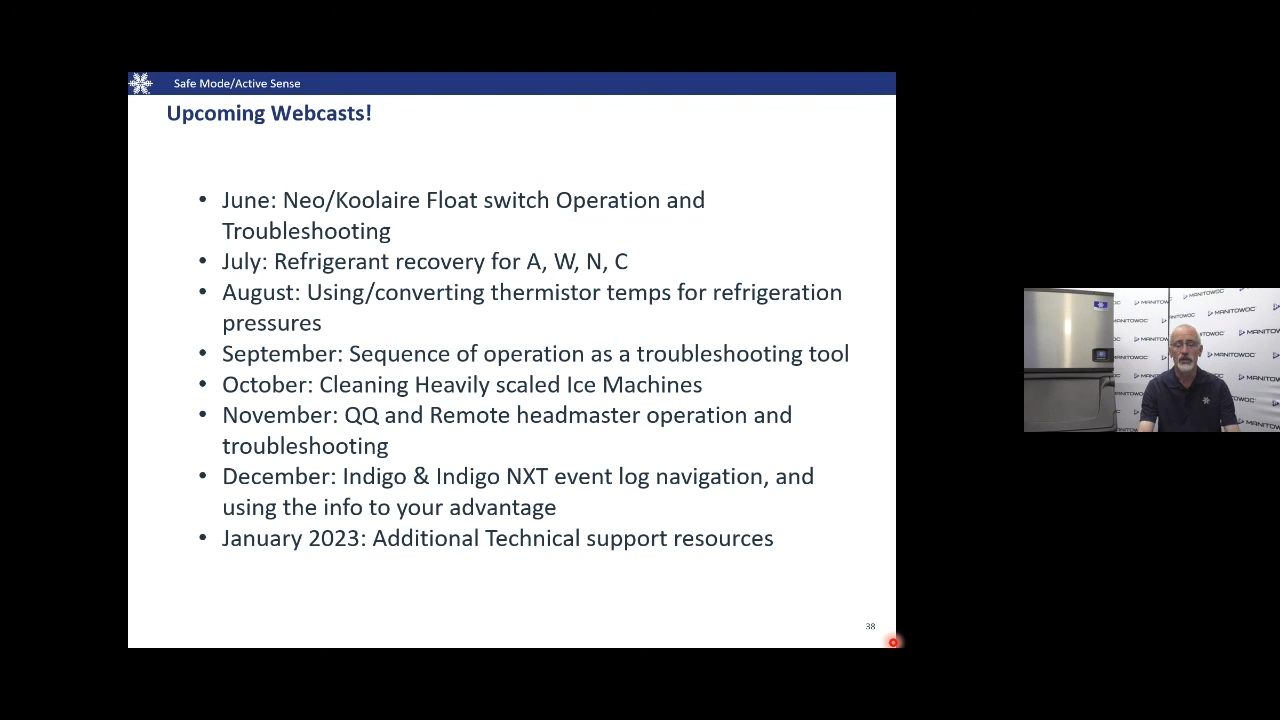 Safe Mode/Active Sense
Upcoming Webcasts!
• June: Neo/Koolaire Float switch Operation and
Troubleshooting
• July: Refrigerant recovery for A, W, N, C
• August: Using/converting thermistor temps for refrigeration
pressures
• September: Sequence of operation as a troubleshooting tool
• October: Cleaning Heavily scaled Ice Machines
• November: QQ and Remote headmaster operation and
troubleshooting
• December: Indigo & Indigo NXT event log navigation, and
using the info to your advantage
• January 2023: Additional Technical support resources
38
MANITOWOC